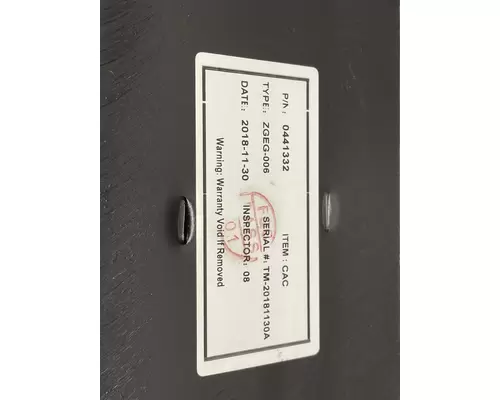 P/N: 0441332 ITEM : CAC
TYPE: ZGEG-006 SERIAL #: TM-20181130A
DATE: 2018-11-30 INSPECTOR: 08
Warning: Warranty Void If Removed
01